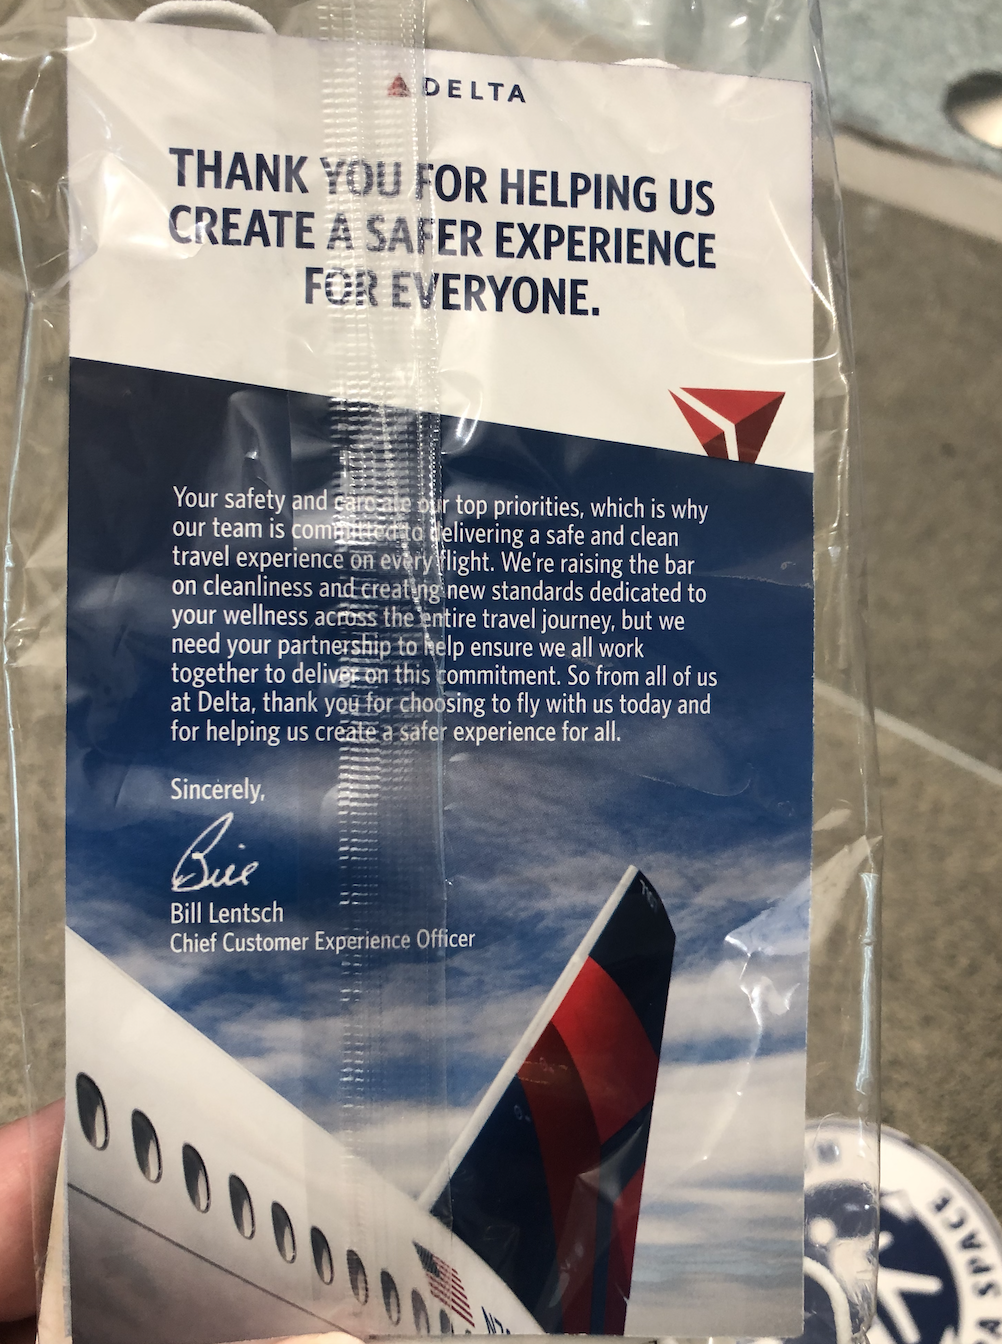 DELTA
THANK YOU FOR HELPING US
CREATE A SAFER EXPERIENCE
FOR EVERYONE.
Your safety and care are our top priorities, which is why
our team is committed to delivering a safe and clean
travel experience on every flight. We're raising the bar
on cleanliness and creating new standards dedicated to
your wellness across the entire travel journey, but we
need your partnership to help ensure we all work
together to deliver on this commitment. So from all of us
at Delta, thank you for choosing to fly with us today and
for helping us create a safer experience for all.
Sincerely,
Bill
Bill Lentsch
Chief Customer Experience Officer
A SPACE